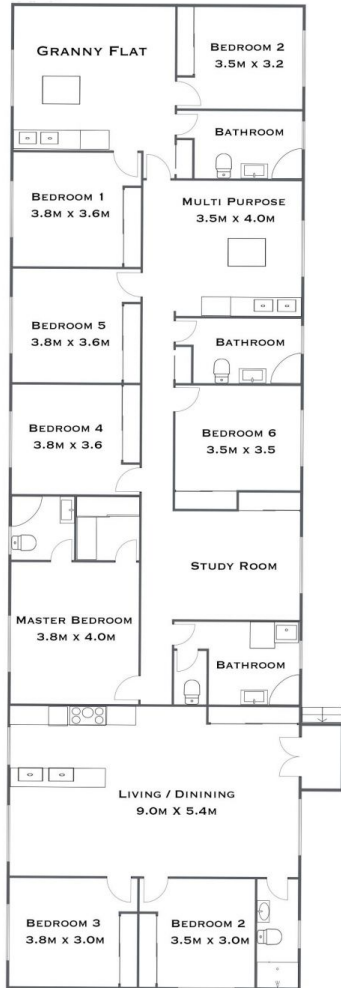 GRANNY FLAT
BEDROOM 2
3.5M X 3.2
BATHROOM
BEDROOM 1
3.8M X 3.6M
MULTI PURPOSE
3.5M X 4.0M
BEDROOM 5
3.8M X 3.6M
BATHROOM
BEDROOM 4
3.8M X 3.6
BEDROOM 6
3.5M X 3.5
STUDY ROOM
MASTER BEDROOM
3.8M X 4.0M
BATHROOM
LIVING / DINING
9.0M X 5.4M
BEDROOM 3
3.8M X 3.0M
BEDROOM 2
3.5M X 3.0M